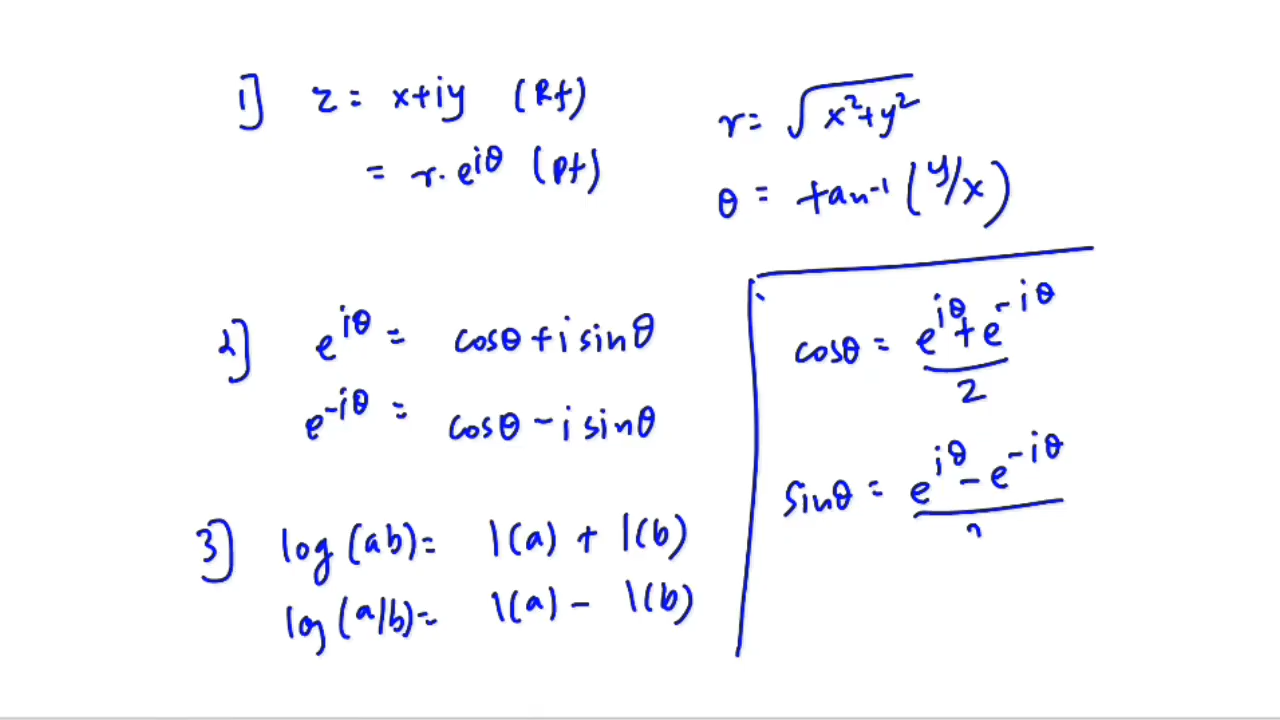 1] z = x+iy (Rf)
= r. e^{iθ} (Pf)
r = √(x²+y²)
θ = tan⁻¹ (y/x)
2] e^{iθ} = cosθ + i sinθ
e^{-iθ} = cosθ - i sinθ
3] log (ab) = l(a) + l(b)
log (a/b) = l(a) - l(b)
cosθ = (e^{iθ} + e^{-iθ})/2
sinθ = e^{iθ} - e^{-iθ}